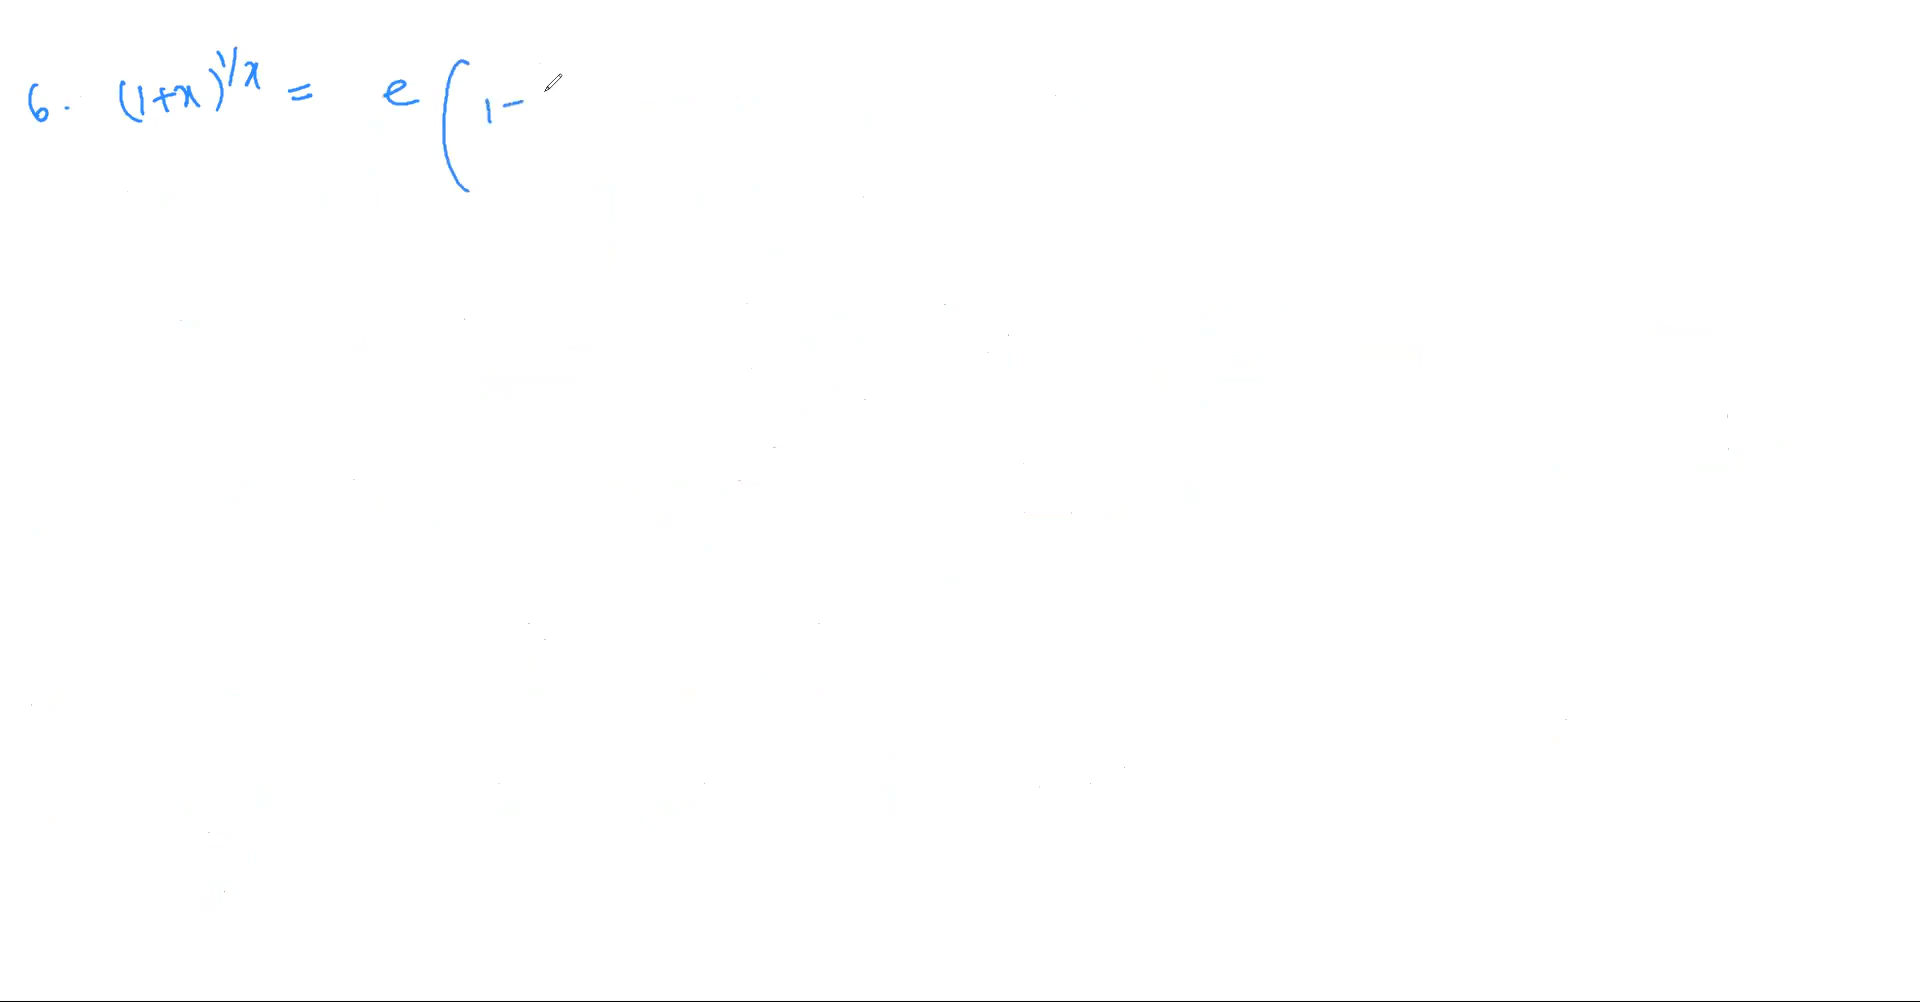 6. (1+x)^{1/x} = e ( 1 -